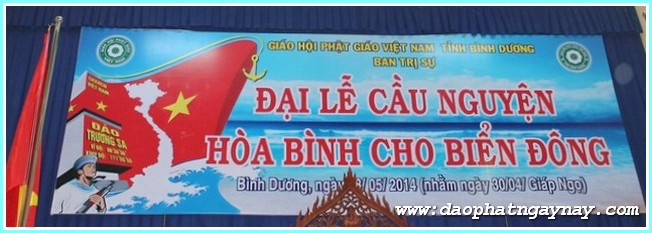 GIÁO HỘI PHẬT GIÁO VIỆT NAM TỈNH BÌNH DƯƠNG
BAN TRỊ SỰ
ĐẠI LỄ CẦU NGUYỆN
HÒA BÌNH CHO BIỂN ĐÔNG
Bình Dương, ngày 05/2014 (nhằm ngày 30/04/ Giáp Ngọ)
ĐẢO
TRƯỜNG SA
www.daophatngaynay.com